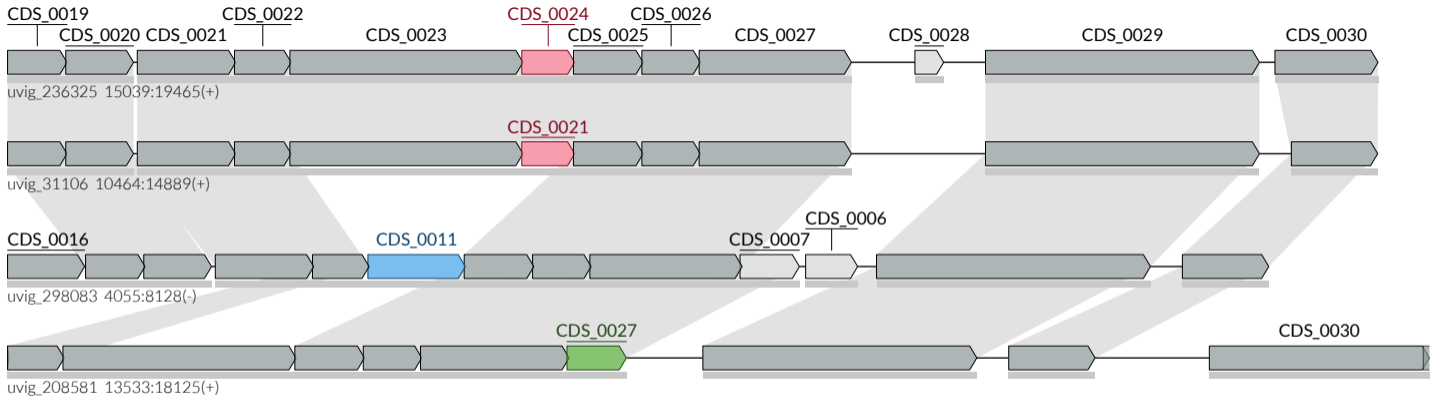 CDS_0019 CDS_0022 CDS_0024 CDS_0026
CDS_0020 CDS_0021 CDS_0023 CDS_0025 CDS_0027 CDS_0028 CDS_0029 CDS_0030
uvig_236325 15039:19465(+)
CDS_0021
uvig_31106 10464:14889(+)
CDS_0006
CDS_0016 CDS_0011 CDS_0007
uvig_298083 4055:8128(-)
CDS_0027 CDS_0030
uvig_208581 13533:18125(+)